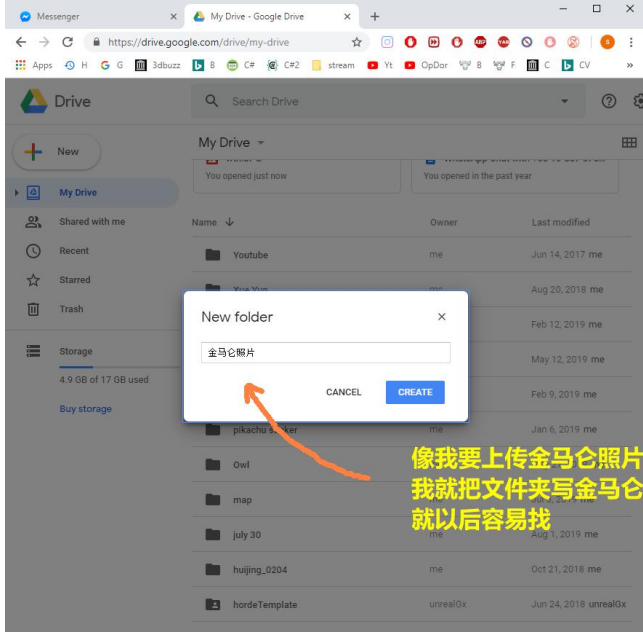 Messenger
My Drive - Google Drive
https://drive.google.com/drive/my-drive
Apps H G G 3dbuzz B C# C#2 stream Yt OpDor B F C CV
Drive
Search Drive
New
My Drive
You opened just now
You opened in the past year
My Drive
Shared with me
Recent
Starred
Trash
Storage
4.9 GB of 17 GB used
Buy storage
Name
Owner
Last modified
Youtube me Jun 14, 2017 me
Yue Yun me Aug 20, 2018 me
Feb 12, 2019 me
May 12, 2019 me
Feb 9, 2019 me
New folder
金马仑照片
CANCEL
CREATE
me Jan 6, 2019 me
Owl
map
像我要上传金马仑照片
我就把文件夹写金马仑
就以后容易找
july 30 me Aug 1, 2019 me
huijing_0204 me Oct 21, 2018 me
hordeTemplate unrealGx Jun 24, 2018 unrealGx